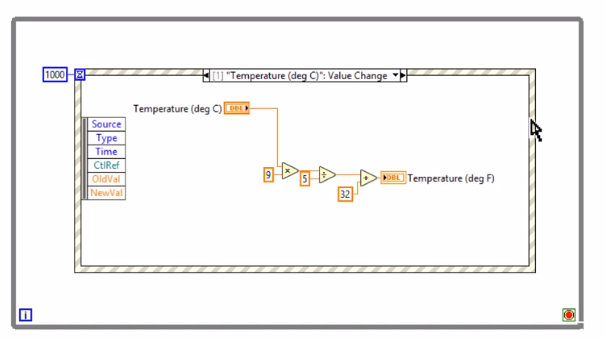 1000
[1] "Temperature (deg C)": Value Change
Temperature (deg C) DBL
Source
Type
Time
CtlRef
OldVal
NewVal
9
×
5
÷
32
+
DBL Temperature (deg F)
i